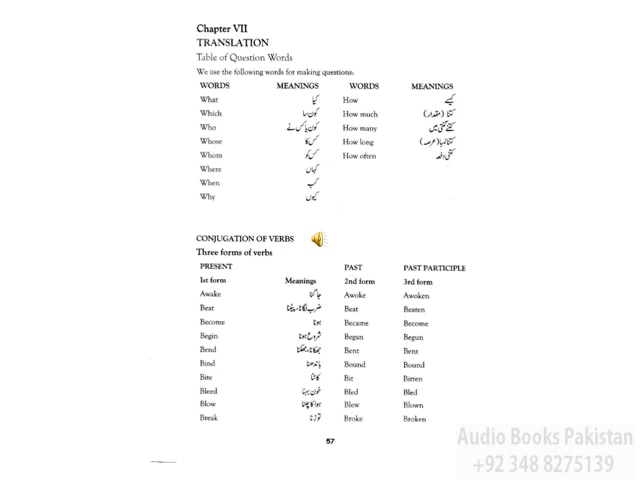 Chapter VII
TRANSLATION
Table of Question Words
We use the following words for making questions:
WORDS MEANINGS WORDS MEANINGS
What کیا How کیسے
Which کون سا How much کتنا (مقدار)
Who کون یا کس نے How many کتنے گنتی میں
Whose کس کا How long کتنا لمبا (عرصہ)
Whom کس کو How often کتنی دفعہ
Where کہاں
When کب
Why کیوں
CONJUGATION OF VERBS
Three forms of verbs
PRESENT PAST PAST PARTICIPLE
1st form Meanings 2nd form 3rd form
Awake جاگنا Awoke Awoken
Beat ضرب لگانا، پیٹنا Beat Beaten
Become ہونا Became Become
Begin شروع ہونا Began Begun
Bend جھکانا، جھکنا Bent Bent
Bind باندھنا Bound Bound
Bite کاٹنا Bit Bitten
Bleed خون بہنا Bled Bled
Blow ہوا کا چلنا Blew Blown
Break توڑنا Broke Broken
57
Audio Books Pakistan
+92 348 8275139